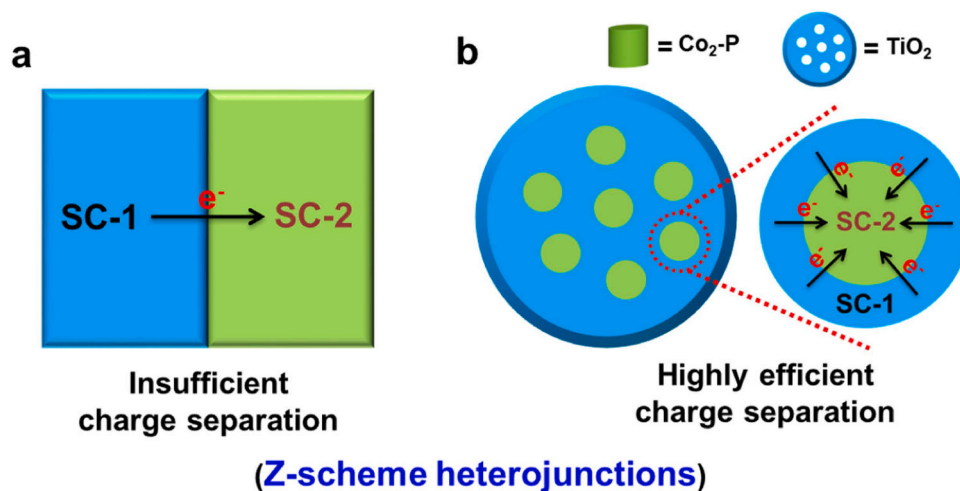 a
SC-1
e-
SC-2
Insufficient
charge separation
b
= Co₂-P
= TiO₂
e-
e-
e-
SC-2
e-
e-
e-
SC-1
Highly efficient
charge separation
(Z-scheme heterojunctions)